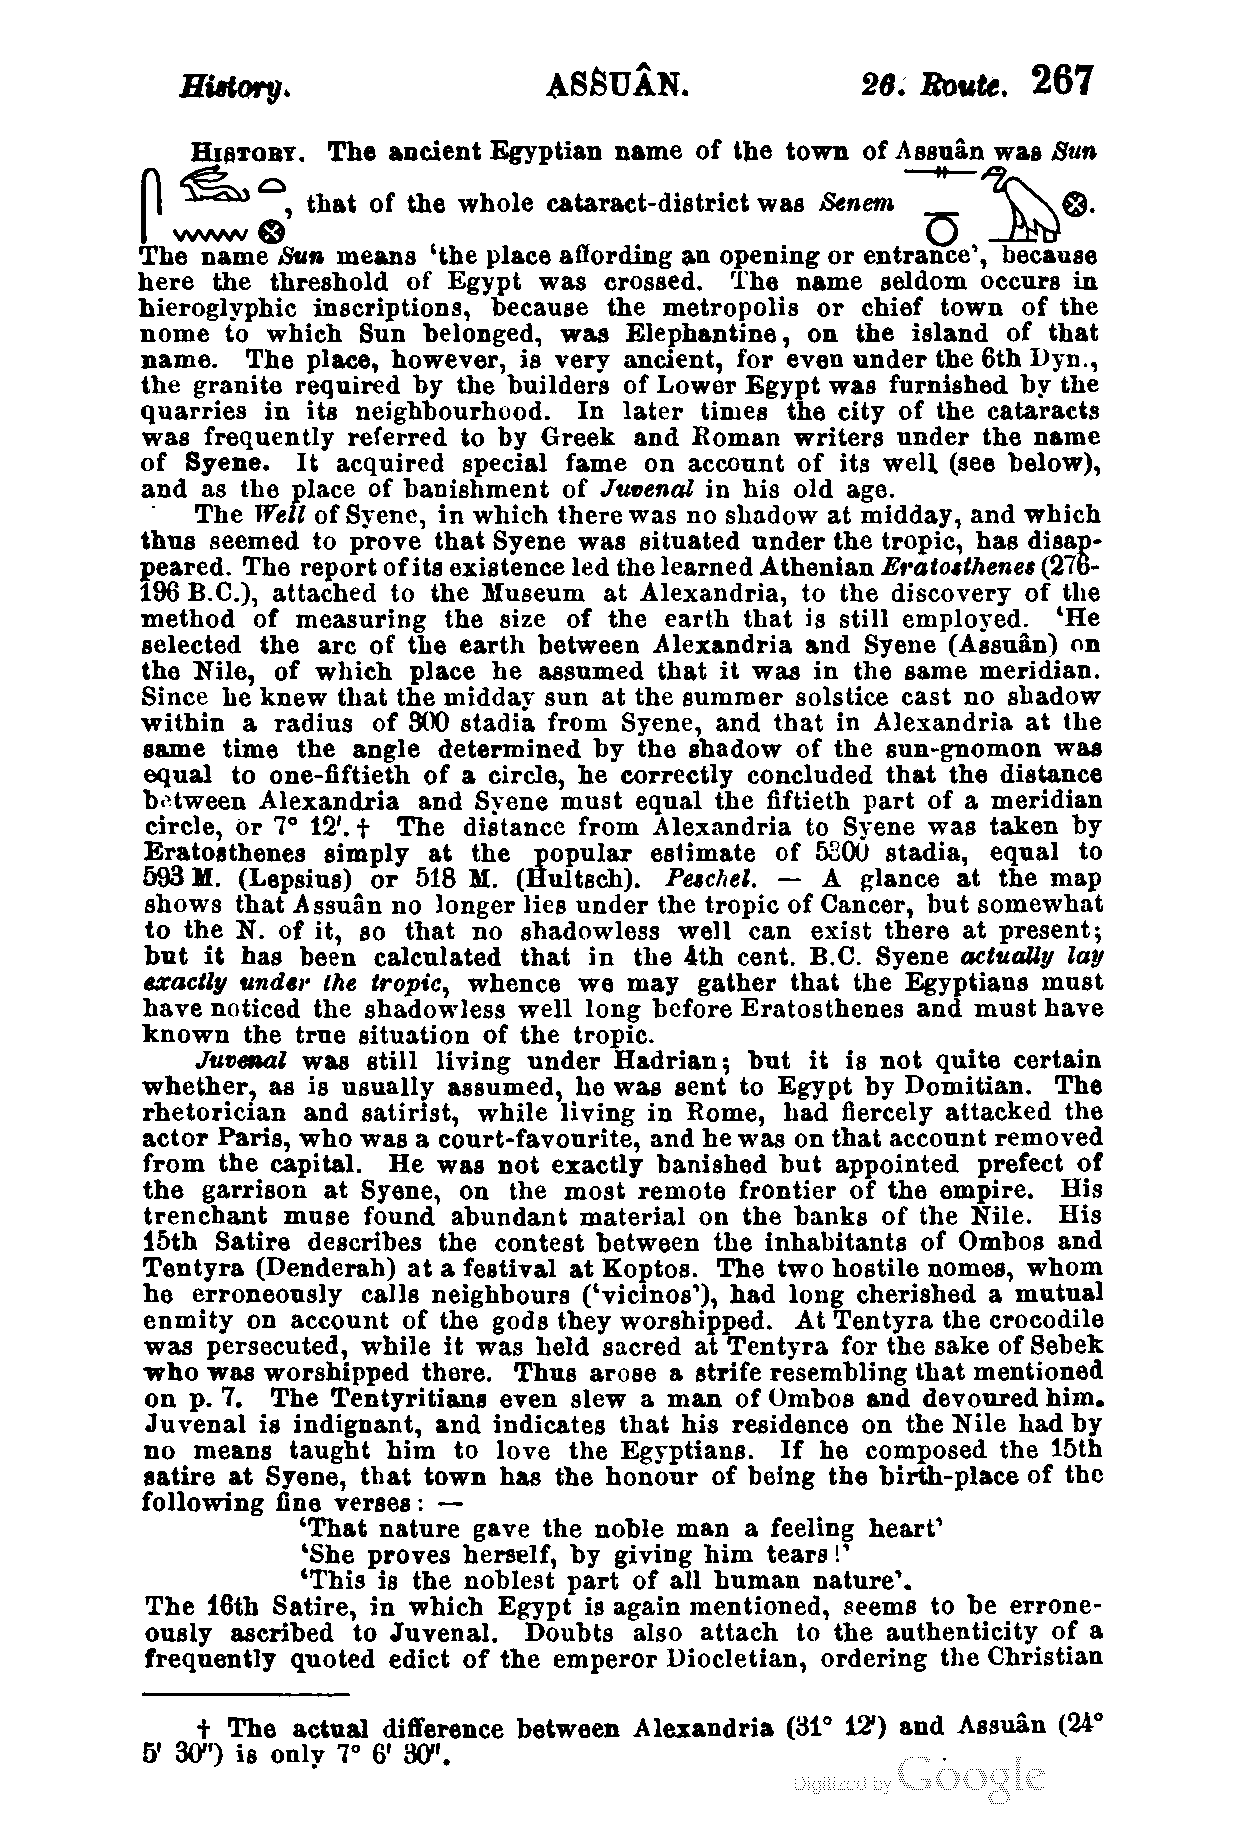 History. ASSUÂN. 26. Route. 267
HISTORY. The ancient Egyptian name of the town of Assuân was Sun
, that of the whole cataract-district was Senem .
The name Sun means ‘the place affording an opening or entrance’, because
here the threshold of Egypt was crossed. The name seldom occurs in
hieroglyphic inscriptions, because the metropolis or chief town of the
nome to which Sun belonged, was Elephantine, on the island of that
name. The place, however, is very ancient, for even under the 6th Dyn.,
the granite required by the builders of Lower Egypt was furnished by the
quarries in its neighbourhood. In later times the city of the cataracts
was frequently referred to by Greek and Roman writers under the name
of Syene. It acquired special fame on account of its well (see below),
and as the place of banishment of Juvenal in his old age.
The Well of Syene, in which there was no shadow at midday, and which
thus seemed to prove that Syene was situated under the tropic, has disap-
peared. The report of its existence led the learned Athenian Eratosthenes (276-
196 B.C.), attached to the Museum at Alexandria, to the discovery of the
method of measuring the size of the earth that is still employed. ‘He
selected the arc of the earth between Alexandria and Syene (Assuân) on
the Nile, of which place he assumed that it was in the same meridian.
Since he knew that the midday sun at the summer solstice cast no shadow
within a radius of 300 stadia from Syene, and that in Alexandria at the
same time the angle determined by the shadow of the sun-gnomon was
equal to one-fiftieth of a circle, he correctly concluded that the distance
between Alexandria and Syene must equal the fiftieth part of a meridian
circle, or 7° 12'. † The distance from Alexandria to Syene was taken by
Eratosthenes simply at the popular estimate of 5300 stadia, equal to
593 M. (Lepsius) or 518 M. (Hultsch). Peschel. — A glance at the map
shows that Assuân no longer lies under the tropic of Cancer, but somewhat
to the N. of it, so that no shadowless well can exist there at present;
but it has been calculated that in the 4th cent. B.C. Syene actually lay
exactly under the tropic, whence we may gather that the Egyptians must
have noticed the shadowless well long before Eratosthenes and must have
known the true situation of the tropic.
Juvenal was still living under Hadrian; but it is not quite certain
whether, as is usually assumed, he was sent to Egypt by Domitian. The
rhetorician and satirist, while living in Rome, had fiercely attacked the
actor Paris, who was a court-favourite, and he was on that account removed
from the capital. He was not exactly banished but appointed prefect of
the garrison at Syene, on the most remote frontier of the empire. His
trenchant muse found abundant material on the banks of the Nile. His
15th Satire describes the contest between the inhabitants of Ombos and
Tentyra (Denderah) at a festival at Koptos. The two hostile nomes, whom
he erroneously calls neighbours (‘vicinos’), had long cherished a mutual
enmity on account of the gods they worshipped. At Tentyra the crocodile
was persecuted, while it was held sacred at Tentyra for the sake of Sebek
who was worshipped there. Thus arose a strife resembling that mentioned
on p. 7. The Tentyritians even slew a man of Ombos and devoured him.
Juvenal is indignant, and indicates that his residence on the Nile had by
no means taught him to love the Egyptians. If he composed the 15th
satire at Syene, that town has the honour of being the birth-place of the
following fine verses: —
‘That nature gave the noble man a feeling heart’
‘She proves herself, by giving him tears!’
‘This is the noblest part of all human nature’.
The 16th Satire, in which Egypt is again mentioned, seems to be errone-
ously ascribed to Juvenal. Doubts also attach to the authenticity of a
frequently quoted edict of the emperor Diocletian, ordering the Christian
† The actual difference between Alexandria (31° 12') and Assuân (24°
5' 30") is only 7° 6' 30".
Digitized by Google